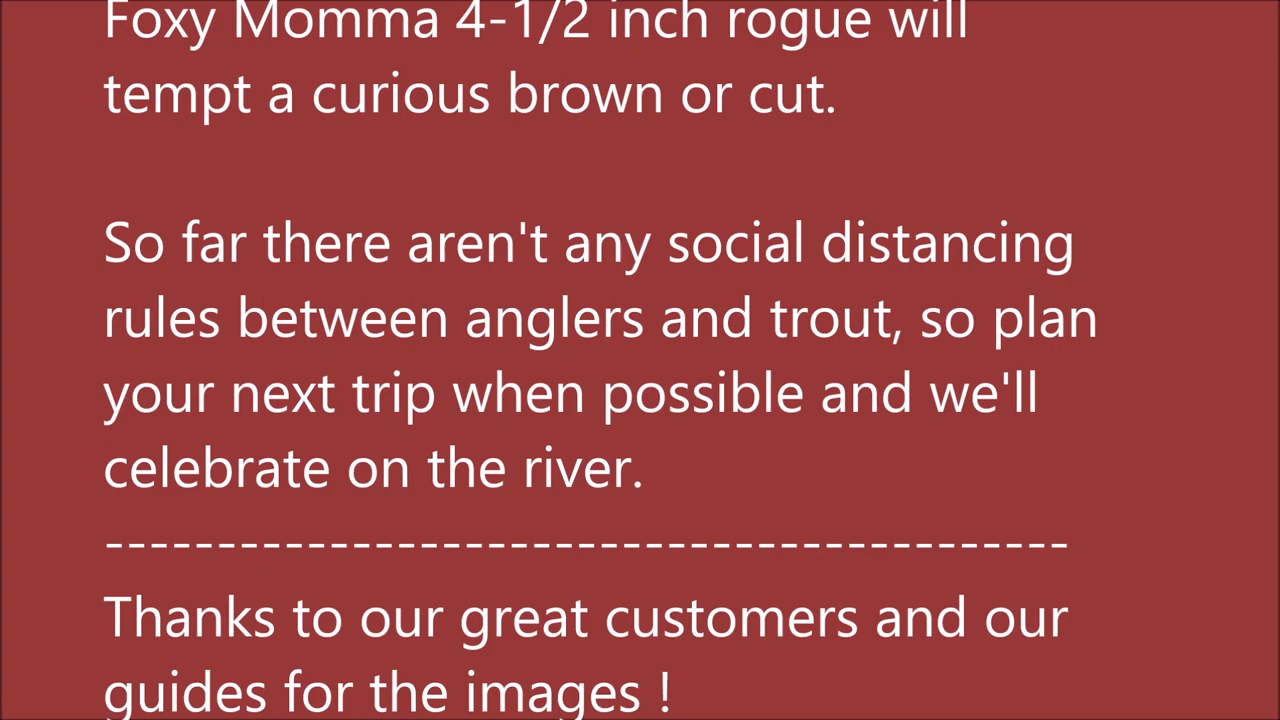 Foxy Momma 4-1/2 inch rogue will
tempt a curious brown or cut.
So far there aren't any social distancing
rules between anglers and trout, so plan
your next trip when possible and we'll
celebrate on the river.
-------------------------------------------
Thanks to our great customers and our
guides for the images !